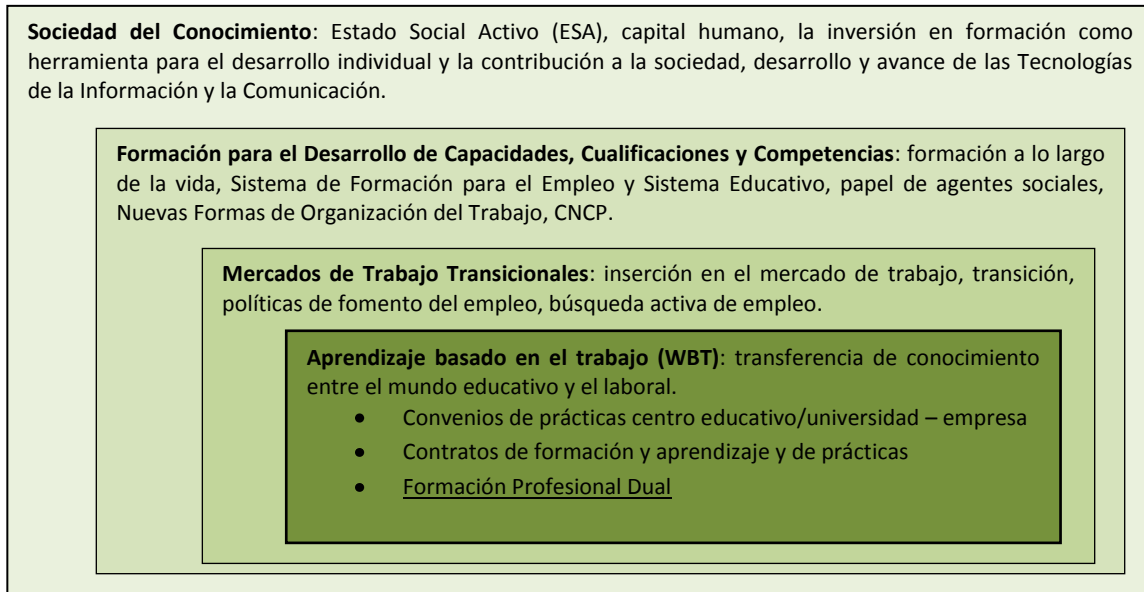 Sociedad del Conocimiento: Estado Social Activo (ESA), capital humano, la inversión en formación como
herramienta para el desarrollo individual y la contribución a la sociedad, desarrollo y avance de las Tecnologías
de la Información y la Comunicación.
Formación para el Desarrollo de Capacidades, Cualificaciones y Competencias: formación a lo largo
de la vida, Sistema de Formación para el Empleo y Sistema Educativo, papel de agentes sociales,
Nuevas Formas de Organización del Trabajo, CNCP.
Mercados de Trabajo Transicionales: inserción en el mercado de trabajo, transición,
políticas de fomento del empleo, búsqueda activa de empleo.
Aprendizaje basado en el trabajo (WBT): transferencia de conocimiento
entre el mundo educativo y el laboral.
• Convenios de prácticas centro educativo/universidad – empresa
• Contratos de formación y aprendizaje y de prácticas
• Formación Profesional Dual